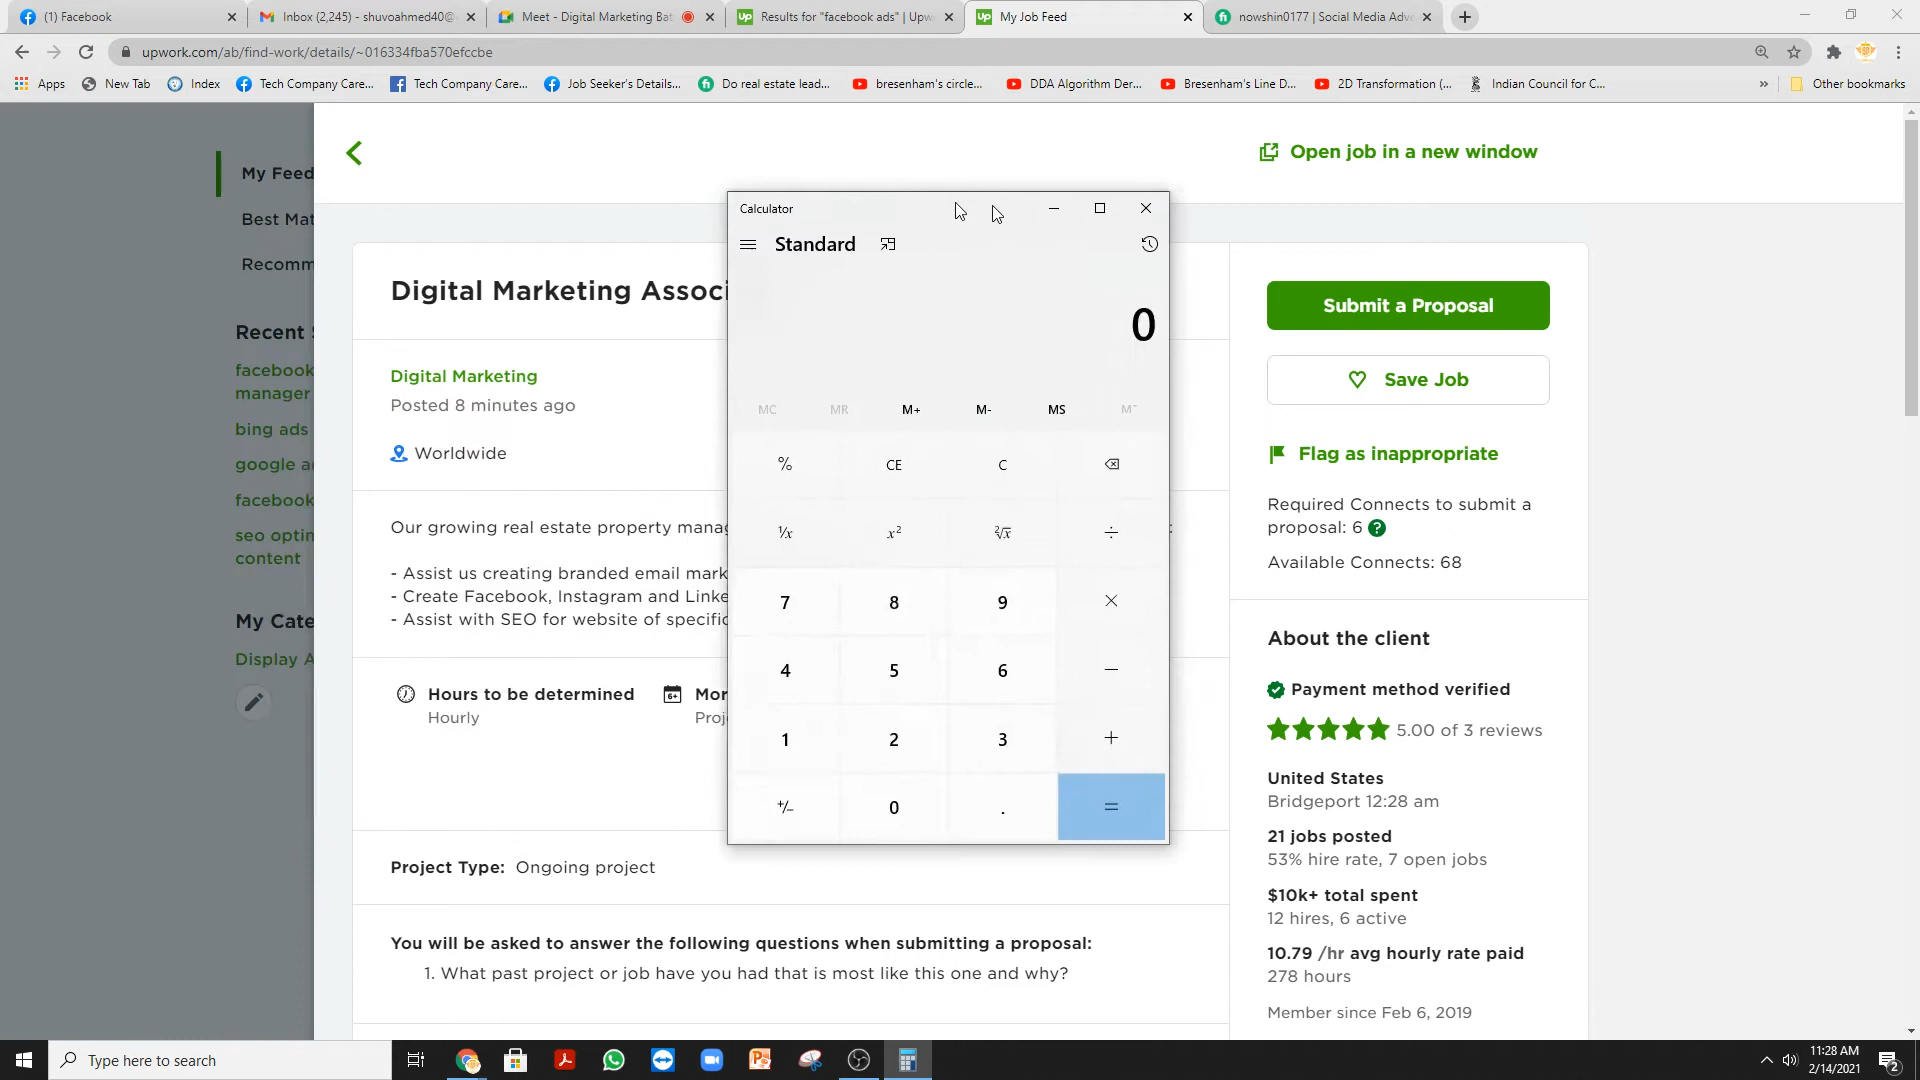 (1) Facebook
Inbox (2,245) - shuvoahmed40@
Meet - Digital Marketing Bat
Results for "facebook ads" | Upw
My Job Feed
nowshin0177 | Social Media Adve
upwork.com/ab/find-work/details/~016334fba570efccbe
Apps
New Tab
Index
Tech Company Care...
Tech Company Care...
Job Seeker's Details...
Do real estate lead...
bresenham's circle...
DDA Algorithm Der...
Bresenham's Line D...
2D Transformation (...
Indian Council for C...
»
Other bookmarks
My Feed
Best Mat
Recomm
Recent S
facebook
manager
bing ads
google a
facebook
seo optin
content
My Cate
Display A
Open job in a new window
Digital Marketing Associ
Digital Marketing
Posted 8 minutes ago
Worldwide
Our growing real estate property manag
- Assist us creating branded email mark
- Create Facebook, Instagram and Linke
- Assist with SEO for website of specific
Hours to be determined
Hourly
6+
Mor
Proj
Project Type: Ongoing project
You will be asked to answer the following questions when submitting a proposal:
1. What past project or job have you had that is most like this one and why?
Calculator
Standard
0
MC MR M+ M- MS M˅
% CE C ⌫
⅟x x² ²√x ÷
7 8 9 ×
4 5 6 −
1 2 3 +
+/− 0 . =
Submit a Proposal
Save Job
Flag as inappropriate
Required Connects to submit a
proposal: 6 ?
Available Connects: 68
About the client
Payment method verified
5.00 of 3 reviews
United States
Bridgeport 12:28 am
21 jobs posted
53% hire rate, 7 open jobs
$10k+ total spent
12 hires, 6 active
10.79 /hr avg hourly rate paid
278 hours
Member since Feb 6, 2019
Type here to search
11:28 AM
2/14/2021
2